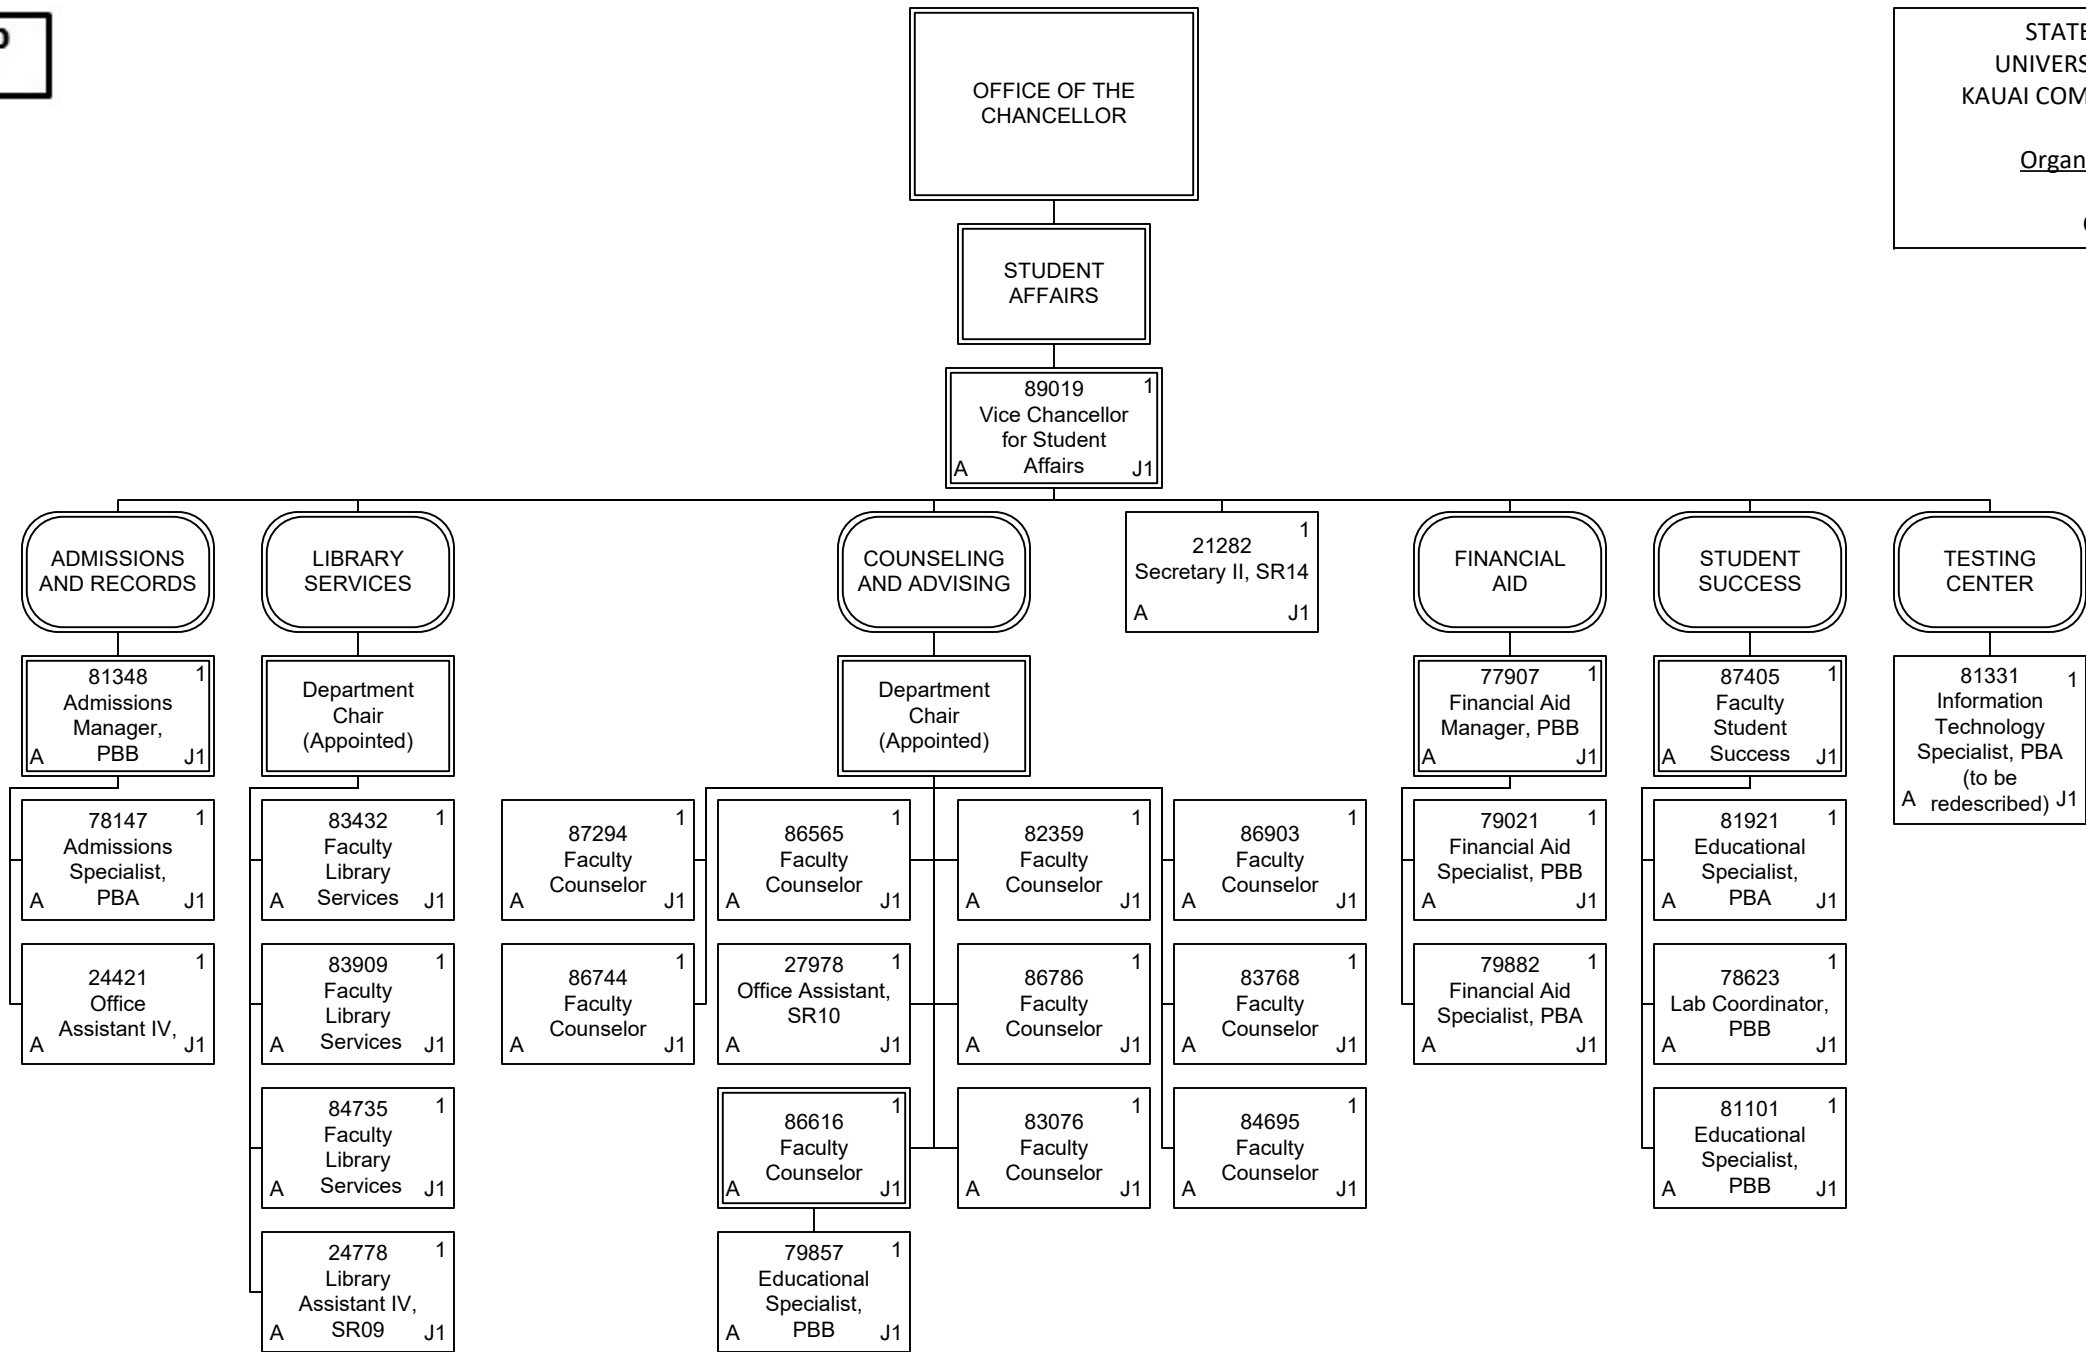 OFFICE OF THE
CHANCELLOR
STUDENT
AFFAIRS
89019 1
Vice Chancellor
for Student
Affairs
A J1
ADMISSIONS
AND RECORDS
81348 1
Admissions
Manager,
PBB
A J1
78147 1
Admissions
Specialist,
PBA
A J1
24421 1
Office
Assistant IV,
A J1
LIBRARY
SERVICES
Department
Chair
(Appointed)
83432 1
Faculty
Library
Services
A J1
83909 1
Faculty
Library
Services
A J1
84735 1
Faculty
Library
Services
A J1
24778 1
Library
Assistant IV,
SR09
A J1
COUNSELING
AND ADVISING
Department
Chair
(Appointed)
87294 1
Faculty
Counselor
A J1
86744 1
Faculty
Counselor
A J1
86565 1
Faculty
Counselor
A J1
27978 1
Office Assistant,
SR10
A J1
86616 1
Faculty
Counselor
A J1
79857 1
Educational
Specialist,
PBB
A J1
82359 1
Faculty
Counselor
A J1
86786 1
Faculty
Counselor
A J1
83076 1
Faculty
Counselor
A J1
86903 1
Faculty
Counselor
A J1
83768 1
Faculty
Counselor
A J1
84695 1
Faculty
Counselor
A J1
21282 1
Secretary II, SR14
A J1
FINANCIAL
AID
77907 1
Financial Aid
Manager, PBB
A J1
79021 1
Financial Aid
Specialist, PBB
A J1
79882 1
Financial Aid
Specialist, PBA
A J1
STUDENT
SUCCESS
87405 1
Faculty
Student
Success
A J1
81921 1
Educational
Specialist,
PBA
A J1
78623 1
Lab Coordinator,
PBB
A J1
81101 1
Educational
Specialist,
PBB
A J1
TESTING
CENTER
81331 1
Information
Technology
Specialist, PBA
(to be
redescribed)
A J1
STATE
UNIVERS
KAUAI COM
Organ